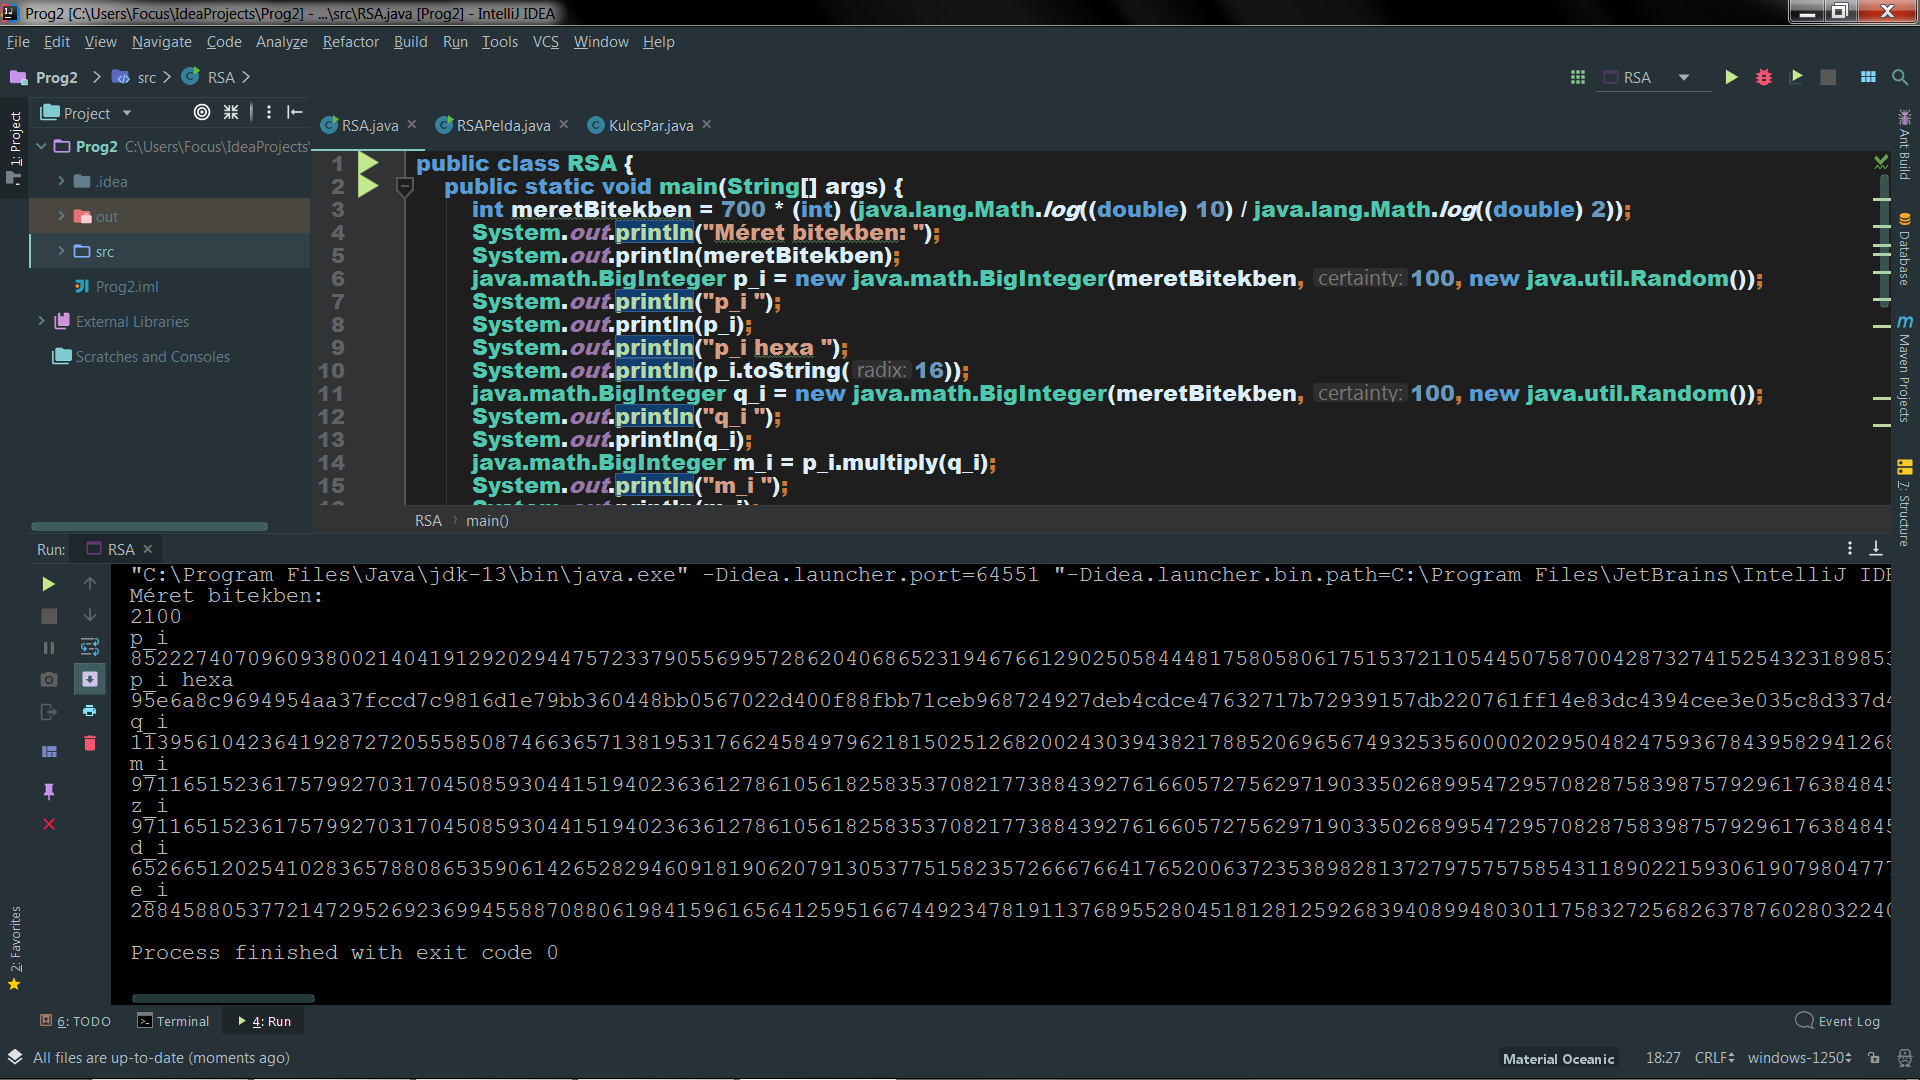 Prog2 [C:\Users\Focus\IdeaProjects\Prog2] - ...\src\RSA.java [Prog2] - IntelliJ IDEA
File Edit View Navigate Code Analyze Refactor Build Run Tools VCS Window Help
Prog2 src RSA
RSA
Project
RSA.java RSAPelda.java KulcsPar.java
1: Project
Prog2 C:\Users\Focus\IdeaProjects\
.idea
out
src
Prog2.iml
External Libraries
Scratches and Consoles
1 public class RSA {
2 public static void main(String[] args) {
3 int meretBitekben = 700 * (int) (java.lang.Math.log((double) 10) / java.lang.Math.log((double) 2));
4 System.out.println("Méret bitekben: ");
5 System.out.println(meretBitekben);
6 java.math.BigInteger p_i = new java.math.BigInteger(meretBitekben, certainty: 100, new java.util.Random());
7 System.out.println("p_i ");
8 System.out.println(p_i);
9 System.out.println("p_i hexa ");
10 System.out.println(p_i.toString( radix: 16));
11 java.math.BigInteger q_i = new java.math.BigInteger(meretBitekben, certainty: 100, new java.util.Random());
12 System.out.println("q_i ");
13 System.out.println(q_i);
14 java.math.BigInteger m_i = p_i.multiply(q_i);
15 System.out.println("m_i ");
RSA main()
Ant Build
Database
Maven Projects
7: Structure
Run: RSA
"C:\Program Files\Java\jdk-13\bin\java.exe" -Didea.launcher.port=64551 "-Didea.launcher.bin.path=C:\Program Files\JetBrains\IntelliJ IDE
Méret bitekben:
2100
p_i
8522274070960938002140419129202944757233790556995728620406865231946766129025058444817580580617515372110544507587004287327415254323189853
p_i hexa
95e6a8c9694954aa37fccd7c9816d1e79bb360448bb0567022d400f88fbb71ceb968724927deb4cdce47632717b72939157db220761ff14e83dc4394cee3e035c8d337d4
q_i
1139561042364192872720555850874663657138195317662458497962181502512682002430394382178852069656749325356000020295048247593678439582941268
m_i
9711651523617579927031704508593044151940236361278610561825835370821773884392761660572756297190335026899547295708287583987579296176384845
z_i
9711651523617579927031704508593044151940236361278610561825835370821773884392761660572756297190335026899547295708287583987579296176384845
d_i
6526651202541028365788086535906142652829460918190620791305377515823572666766417652006372353898281372797575758543118902215930619079804777
e_i
2884588053772147295269236994558870880619841596165641259516674492347819113768955280451812812592683940899480301175832725682637876028032240
Process finished with exit code 0
2: Favorites
6: TODO Terminal 4: Run Event Log
All files are up-to-date (moments ago) Material Oceanic 18:27 CRLF windows-1250